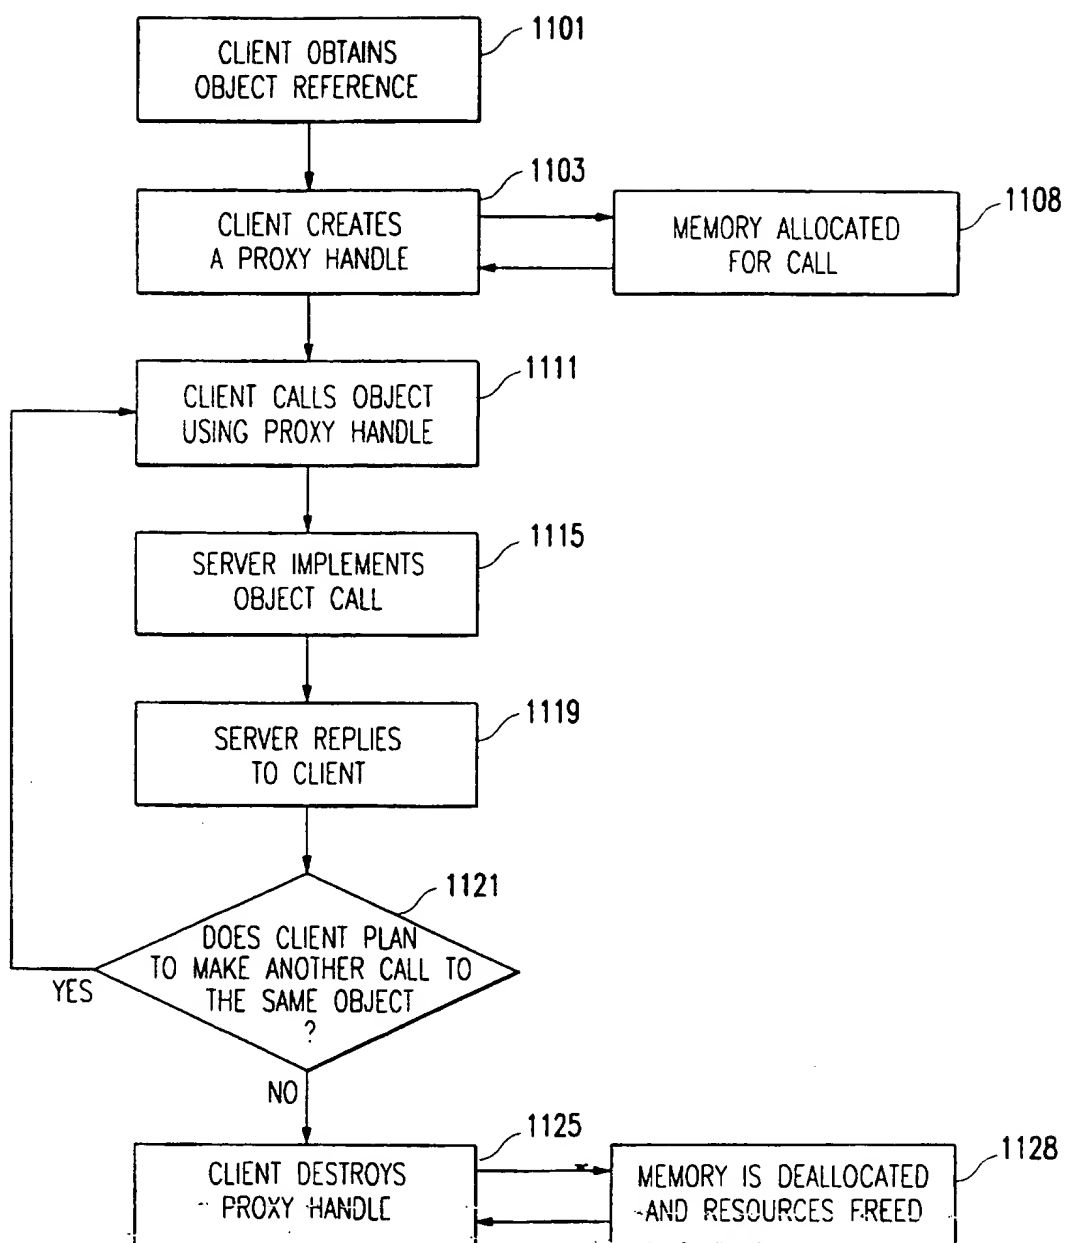 1101
CLIENT OBTAINS
OBJECT REFERENCE
1103
CLIENT CREATES
A PROXY HANDLE
1108
MEMORY ALLOCATED
FOR CALL
1111
CLIENT CALLS OBJECT
USING PROXY HANDLE
1115
SERVER IMPLEMENTS
OBJECT CALL
1119
SERVER REPLIES
TO CLIENT
1121
DOES CLIENT PLAN
TO MAKE ANOTHER CALL TO
THE SAME OBJECT
?
YES
NO
1125
CLIENT DESTROYS
PROXY HANDLE
1128
MEMORY IS DEALLOCATED
AND RESOURCES FREED